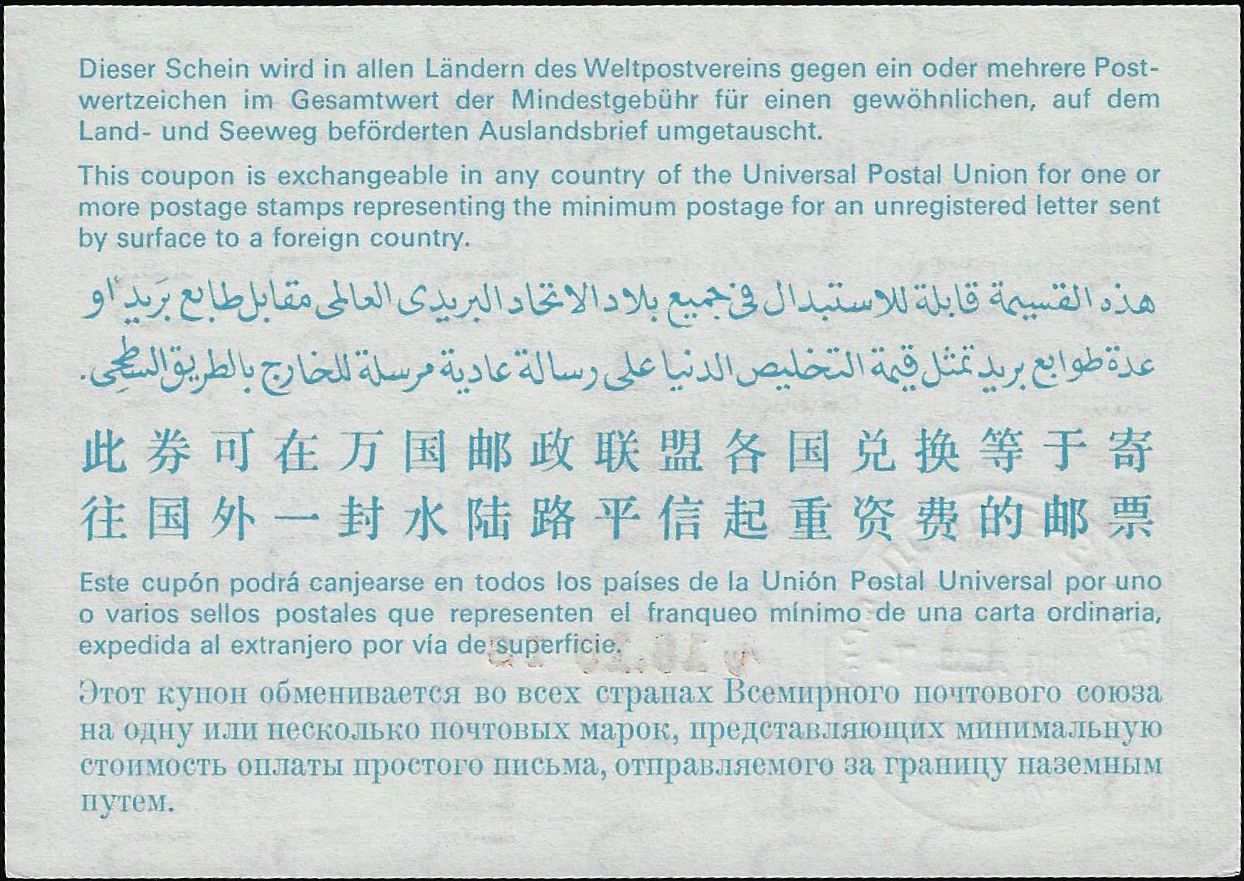 Dieser Schein wird in allen Ländern des Weltpostvereins gegen ein oder mehrere Post-
wertzeichen im Gesamtwert der Mindestgebühr für einen gewöhnlichen, auf dem
Land- und Seeweg beförderten Auslandsbrief umgetauscht.
This coupon is exchangeable in any country of the Universal Postal Union for one or
more postage stamps representing the minimum postage for an unregistered letter sent
by surface to a foreign country.
هذه القسيمة قابلة للاستبدال في جميع بلاد الاتحاد البريدى العالمى مقابل طابع بَريد أو
عدة طوابع بريد تمثل قيمة التخليص الدنيا على رسالة عادية مرسلة للخارج بالطريق السطحى.
此券可在万国邮政联盟各国兑换等于寄
往国外一封水陆路平信起重资费的邮票
Este cupón podrá canjearse en todos los países de la Unión Postal Universal por uno
o varios sellos postales que representen el franqueo mínimo de una carta ordinaria,
expedida al extranjero por vía de superficie.
Этот купон обменивается во всех странах Всемирного почтового союза
на одну или несколько почтовых марок, представляющих минимальную
стоимость оплаты простого письма, отправляемого за границу наземным
путем.